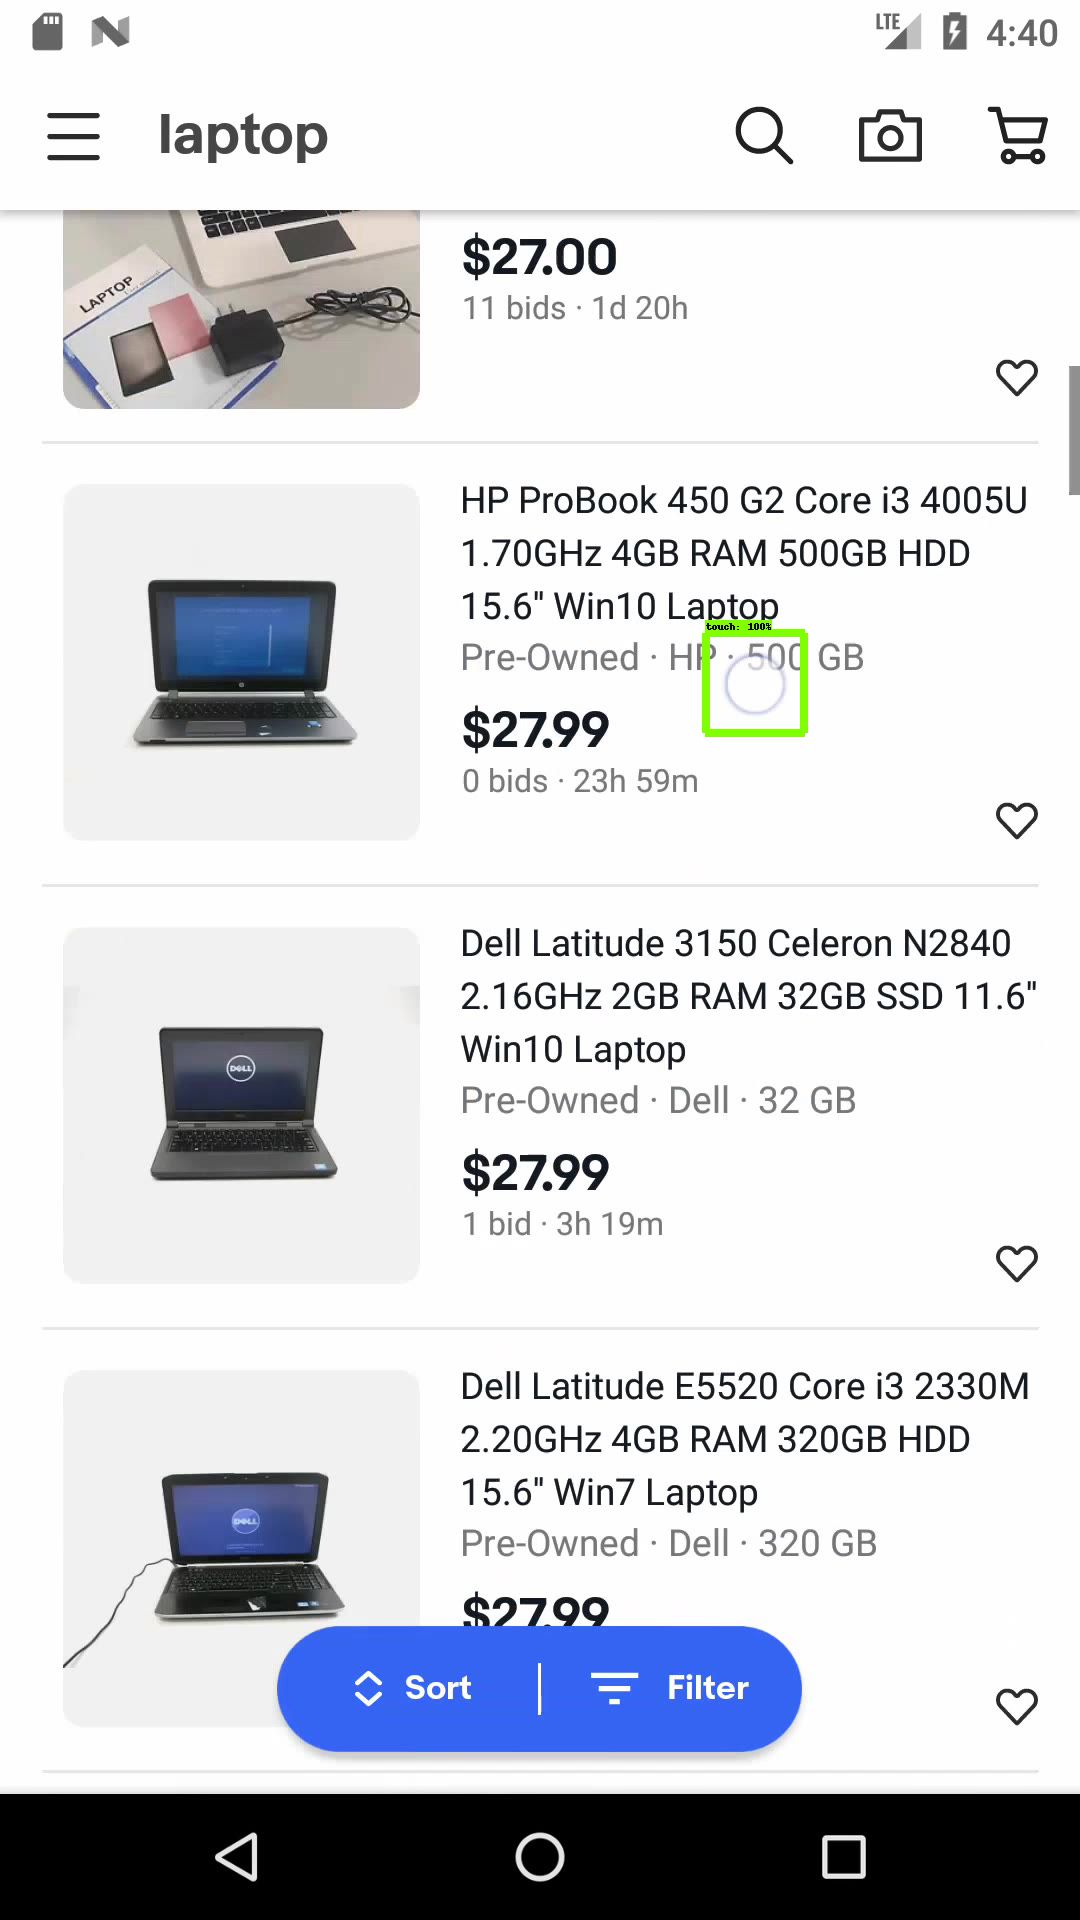 LTE 4:40
laptop
LAPTOP
$27.00
11 bids · 1d 20h
HP ProBook 450 G2 Core i3 4005U
1.70GHz 4GB RAM 500GB HDD
15.6" Win10 Laptop
touch: 100%
Pre-Owned · HP · 500 GB
$27.99
0 bids · 23h 59m
Dell Latitude 3150 Celeron N2840
2.16GHz 2GB RAM 32GB SSD 11.6"
Win10 Laptop
Pre-Owned · Dell · 32 GB
DELL
$27.99
1 bid · 3h 19m
Dell Latitude E5520 Core i3 2330M
2.20GHz 4GB RAM 320GB HDD
15.6" Win7 Laptop
DELL
Pre-Owned · Dell · 320 GB
$27.99
Sort
Filter